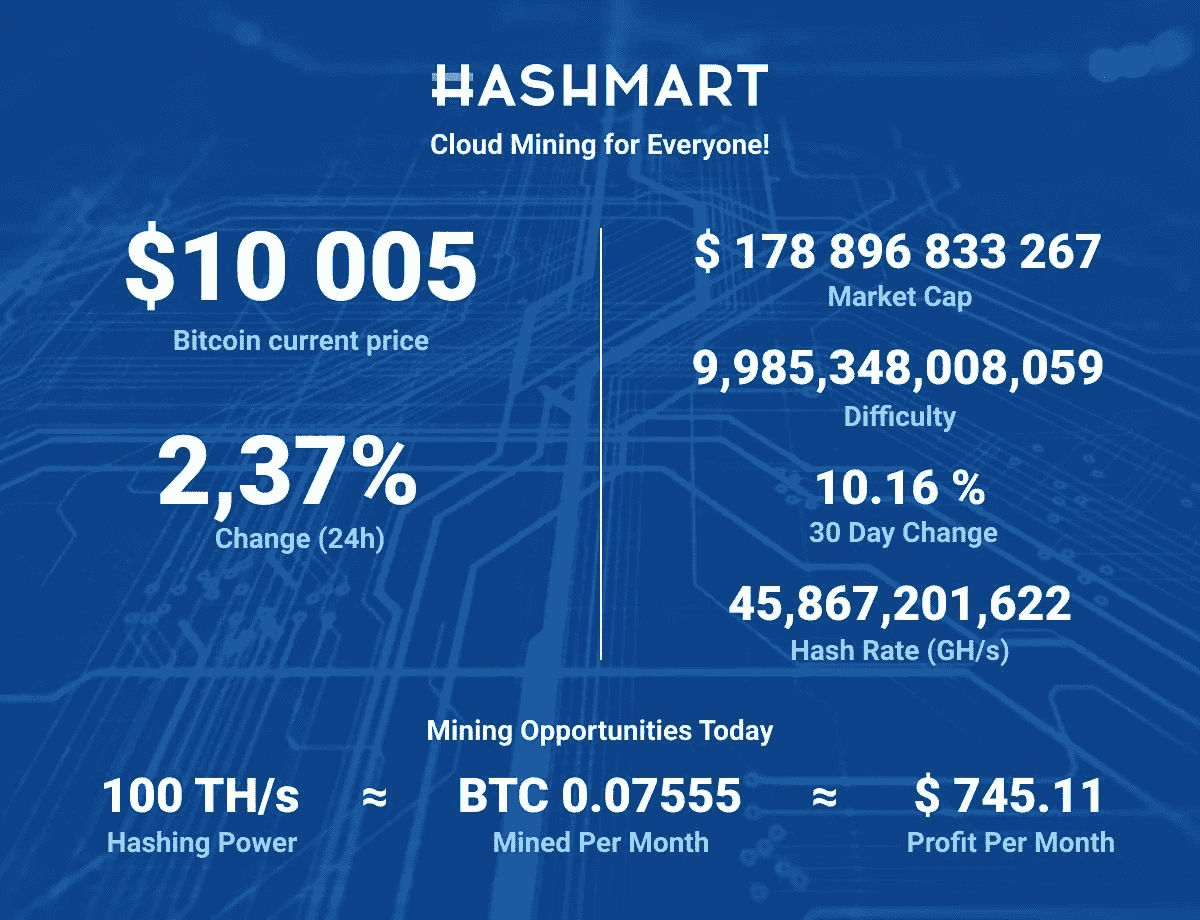 HASHMART
Cloud Mining for Everyone!
$10 005
Bitcoin current price
2,37%
Change (24h)
$ 178 896 833 267
Market Cap
9,985,348,008,059
Difficulty
10.16 %
30 Day Change
45,867,201,622
Hash Rate (GH/s)
Mining Opportunities Today
100 TH/s ≈ BTC 0.07555 ≈ $ 745.11
Hashing Power Mined Per Month Profit Per Month